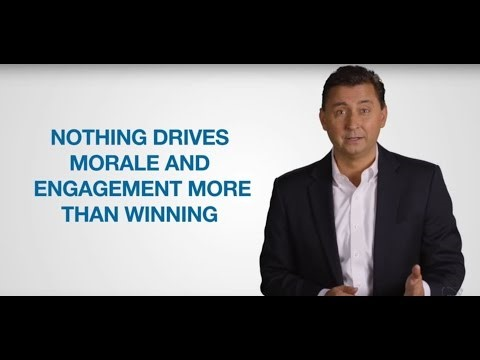 NOTHING DRIVES
MORALE AND
ENGAGEMENT MORE
THAN WINNING